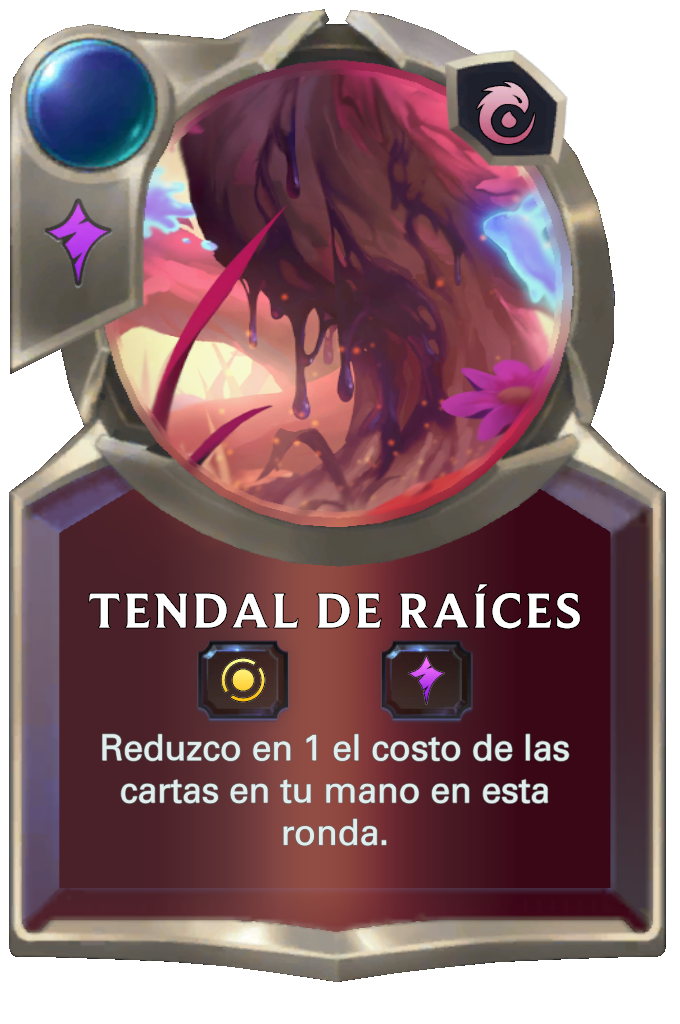 TENDAL DE RAÍCES
Reduzco en 1 el costo de las
cartas en tu mano en esta
ronda.